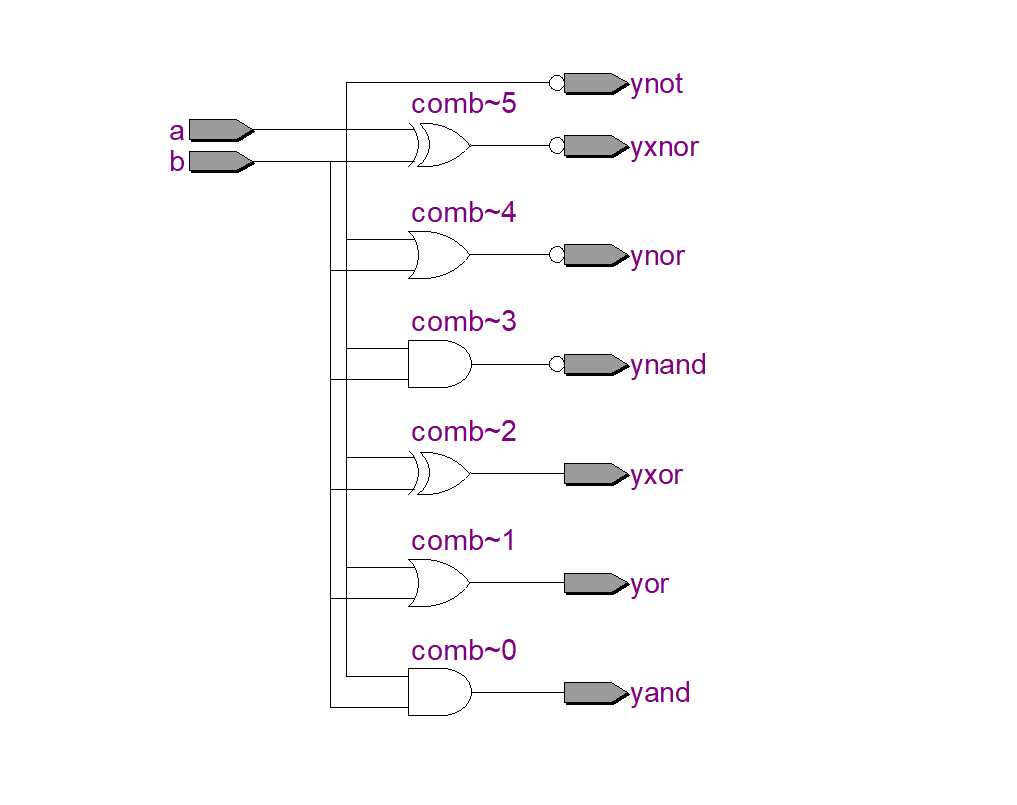 ynot
comb~5
a
yxnor
b
comb~4
ynor
comb~3
ynand
comb~2
yxor
comb~1
yor
comb~0
yand